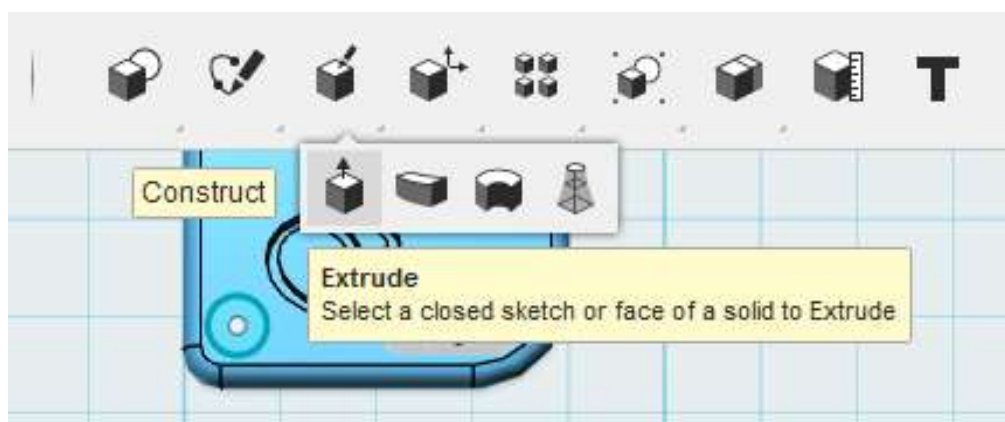 T
Construct
Extrude
Select a closed sketch or face of a solid to Extrude